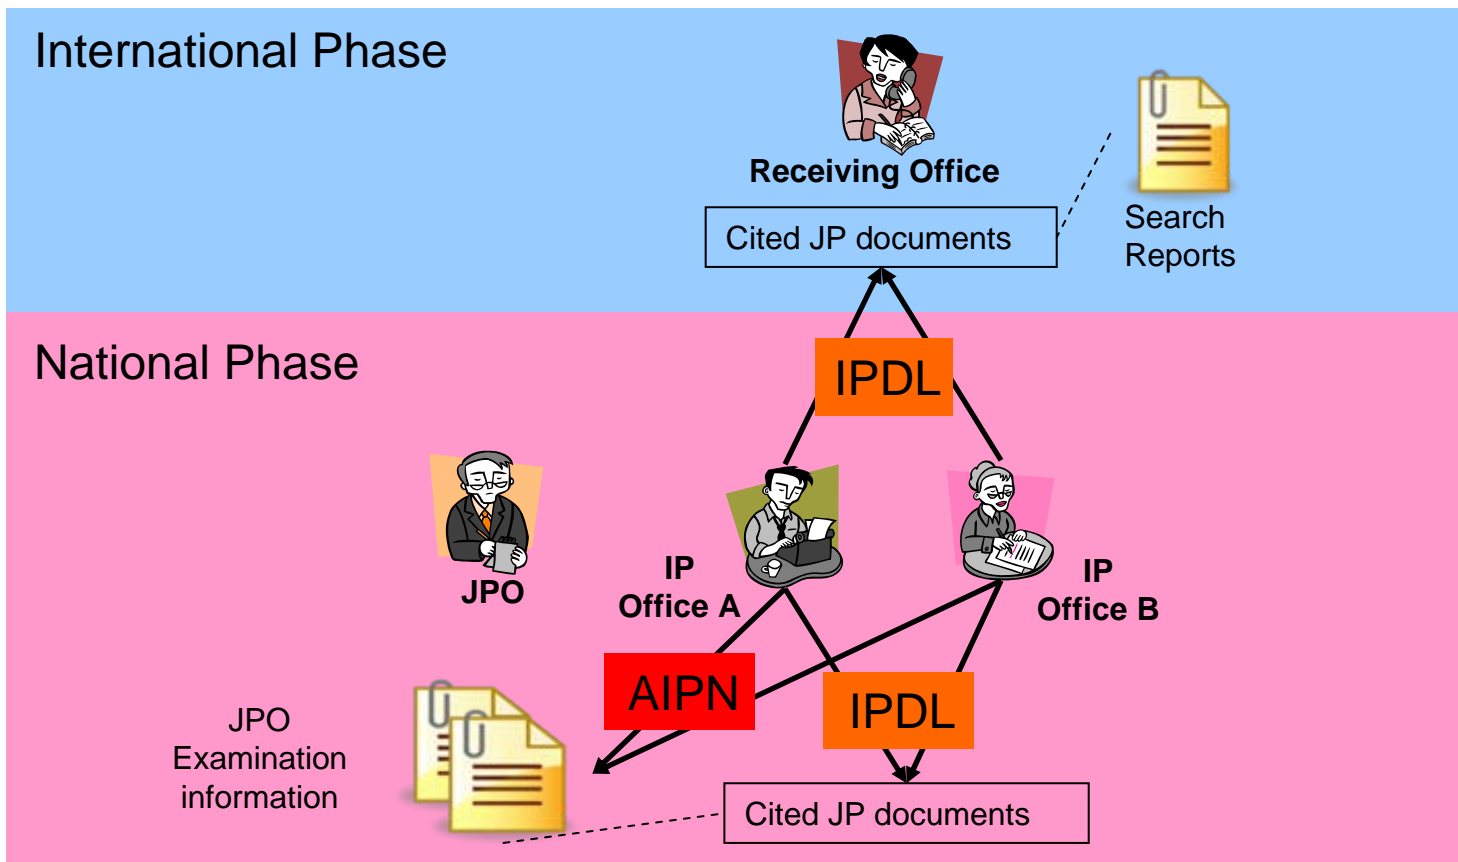 International Phase
Receiving Office
Cited JP documents
Search
Reports
National Phase
IPDL
JPO
IP
Office A
IP
Office B
AIPN
IPDL
JPO
Examination
information
Cited JP documents